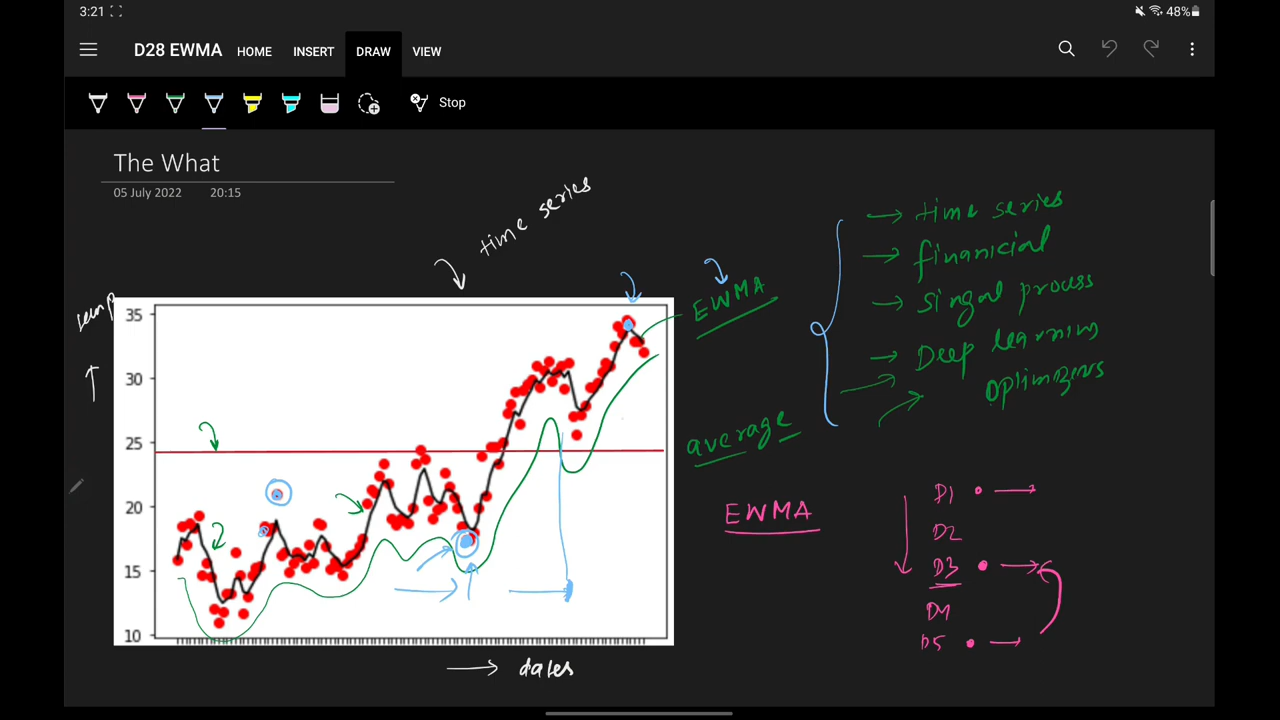 3:21
48%
D28 EWMA HOME INSERT DRAW VIEW
Stop
The What
05 July 2022 20:15
time series
temp
35
30
25
20
15
10
dates
EWMA
average
time series
finanicial
Singal process
Deep learning
Optimizers
EWMA
D1
D2
D3
D4
D5